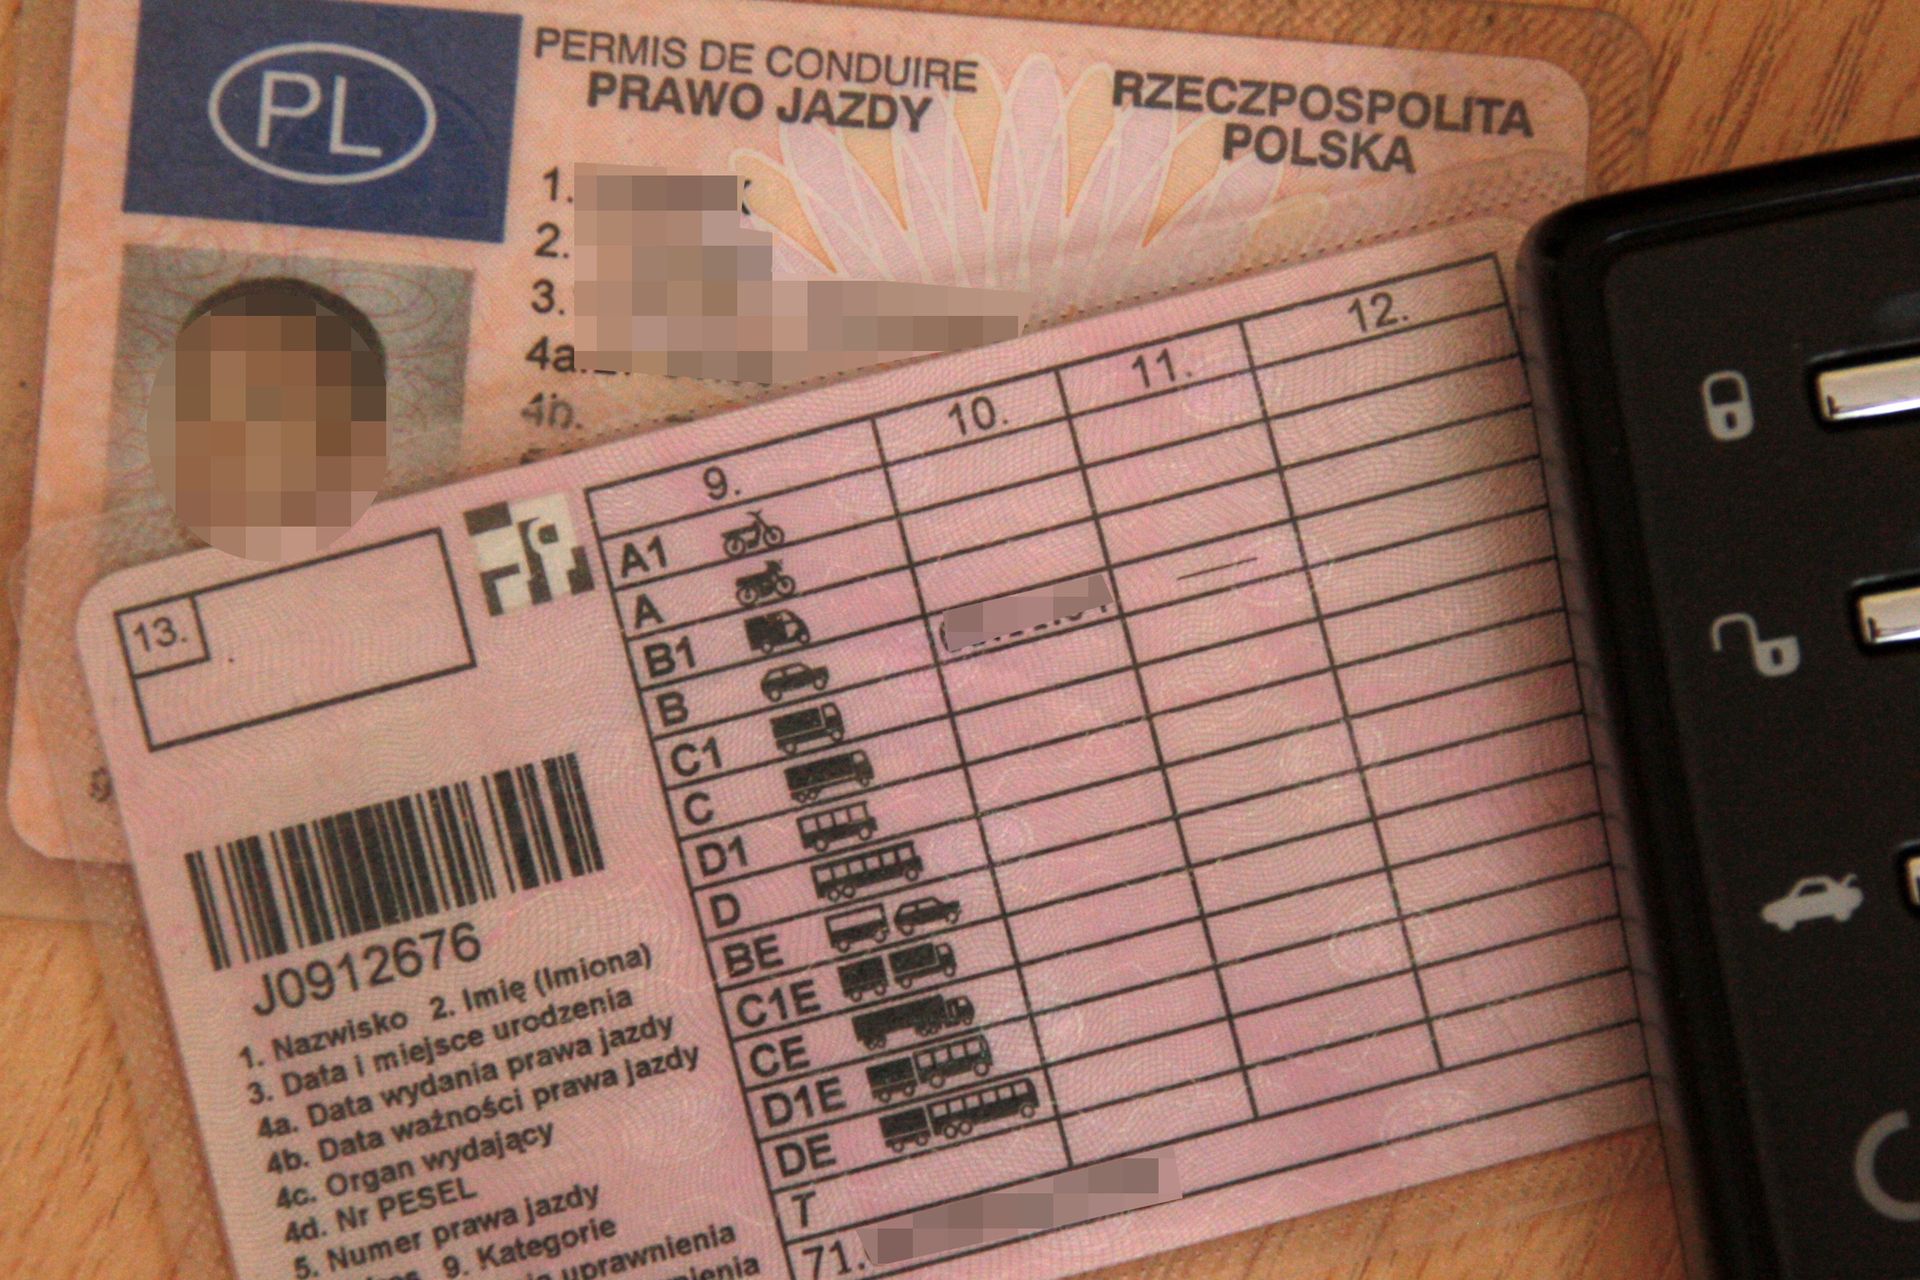 PL
PERMIS DE CONDUIRE
PRAWO JAZDY
RZECZPOSPOLITA
POLSKA
1.
2.
3.
4a.
4b.
13.
J0912676
1. Nazwisko 2. Imię (Imiona)
3. Data i miejsce urodzenia
4a. Data wydania prawa jazdy
4b. Data ważności prawa jazdy
4c. Organ wydający
4d. Nr PESEL
5. Numer prawa jazdy
9. Kategorie
uprawnienia
9. 10. 11. 12.
A1
A
B1
B
C1
C
D1
D
BE
C1E
CE
D1E
DE
T
71.